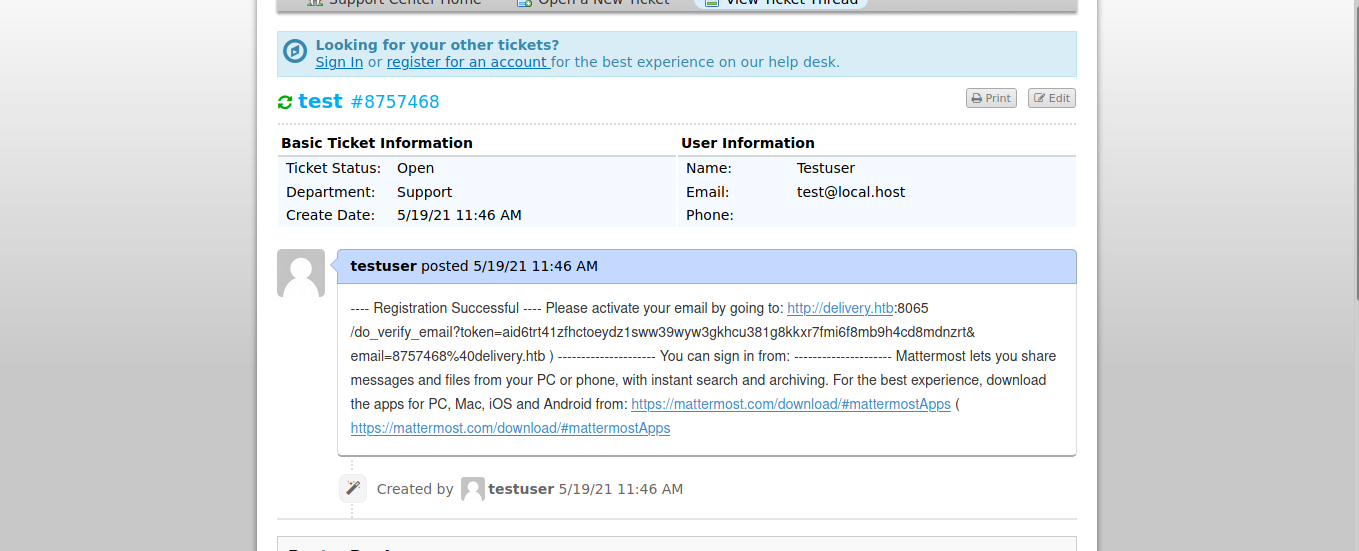 Support Center Home Open a New Ticket View Ticket Thread
Looking for your other tickets?
Sign In or register for an account for the best experience on our help desk.
test #8757468
Print Edit
Basic Ticket Information User Information
Ticket Status: Open Name: Testuser
Department: Support Email: test@local.host
Create Date: 5/19/21 11:46 AM Phone:
testuser posted 5/19/21 11:46 AM
---- Registration Successful ---- Please activate your email by going to: http://delivery.htb:8065
/do_verify_email?token=aid6trt41zfhctoeydz1sww39wyw3gkhcu381g8kkxr7fmi6f8mb9h4cd8mdnzrt&
email=8757468%40delivery.htb ) --------------------- You can sign in from: --------------------- Mattermost lets you share
messages and files from your PC or phone, with instant search and archiving. For the best experience, download
the apps for PC, Mac, iOS and Android from: https://mattermost.com/download/#mattermostApps (
https://mattermost.com/download/#mattermostApps
Created by testuser 5/19/21 11:46 AM